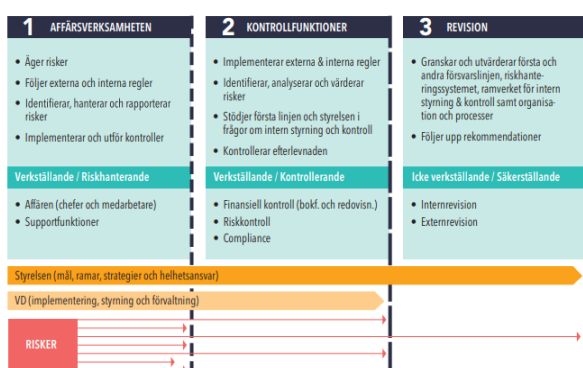 1 AFFÄRSVERKSAMHETEN
• Äger risker
• Följer externa och interna regler
• Identifierar, hanterar och rapporterar
risker
• Implementerar och utför kontroller
Verkställande / Riskhanterande
• Affären (chefer och medarbetare)
• Supportfunktioner
2 KONTROLLFUNKTIONER
• Implementerar externa & interna regler
• Identifierar, analyserar och värderar
risker
• Stödjer första linjen och styrelsen i
frågor om intern styrning och kontroll
• Kontrollerar efterlevnaden
Verkställande / Kontrollerande
• Finansiell kontroll (bokf. och redovisn.)
• Riskkontroll
• Compliance
3 REVISION
• Granskar och utvärderar första och
andra försvarslinjen, riskhante-
ringssystemet, ramverket för intern
styrning & kontroll samt organisa-
tion och processer
• Följer upp rekommendationer
Icke verkställande / Säkerställande
• Internrevision
• Externrevision
Styrelsen (mål, ramar, strategier och helhetsansvar)
VD (implementering, styrning och förvaltning)
RISKER